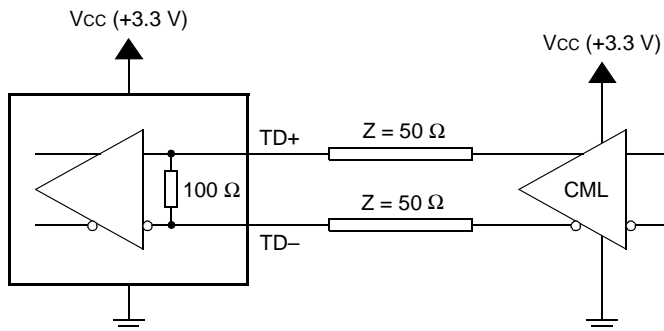 VCC (+3.3 V)
VCC (+3.3 V)
TD+
Z = 50 Ω
100 Ω
CML
Z = 50 Ω
TD–